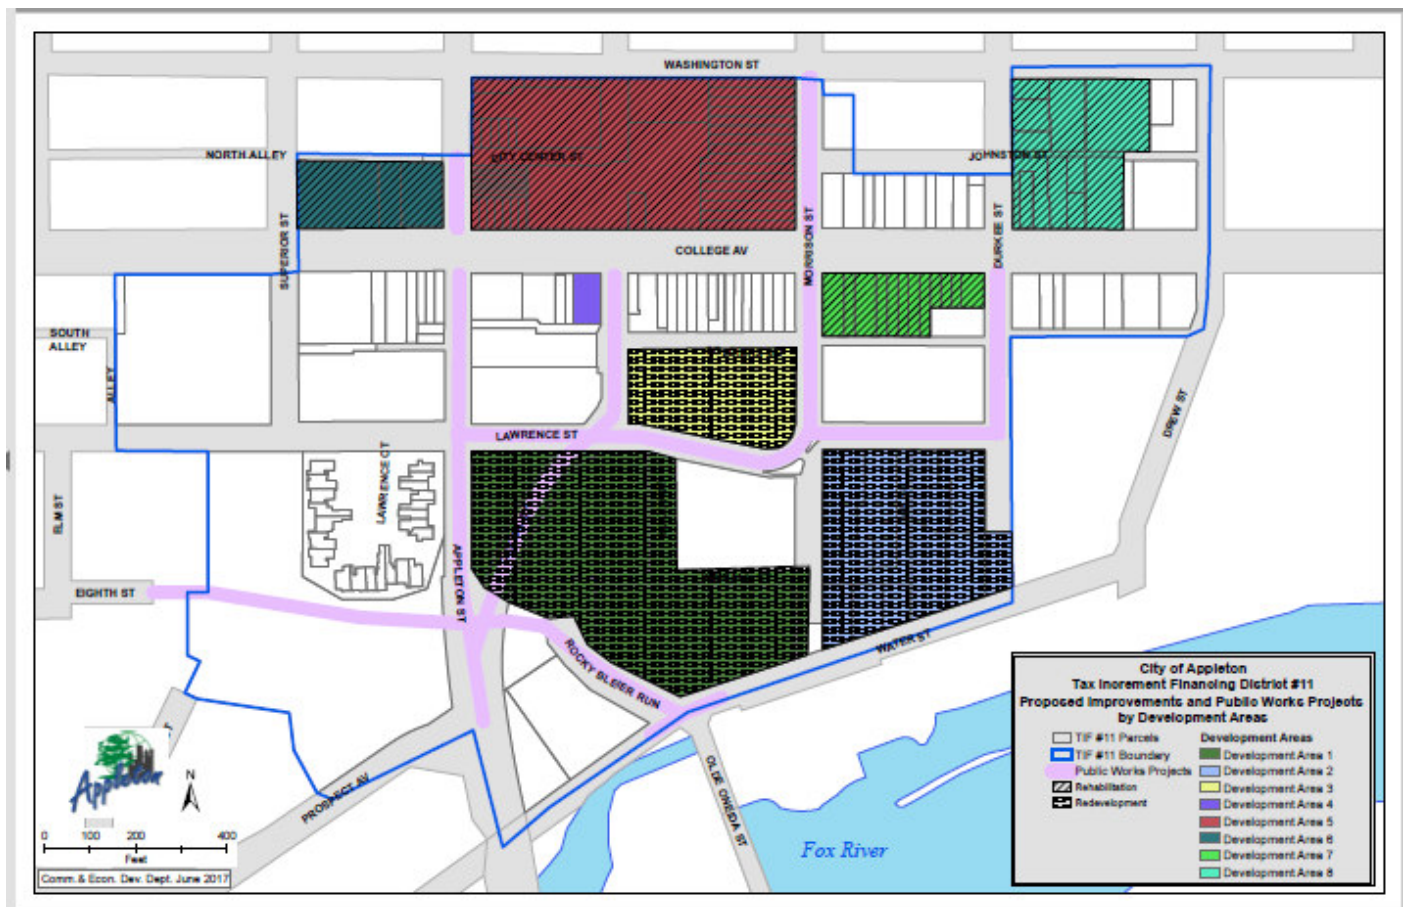 WASHINGTON ST
NORTH ALLEY
CITY CENTER ST
JOHNSTON ST
SUPERIOR ST
MORRISON ST
DURKEE ST
COLLEGE AV
SOUTH
ALLEY
ALLEY
DREW ST
LAWRENCE ST
LAWRENCE CT
ELM ST
APPLETON ST
EIGHTH ST
WATER ST
ROCKY BLEIER RUN
ST
PROSPECT AV
OLDE ONEIDA ST
Fox River
Appleton
N
0 100 200 400
Feet
Comm. & Econ. Dev. Dept. June 2017
City of Appleton
Tax Increment Financing District #11
Proposed Improvements and Public Works Projects
by Development Areas
TIF #11 Parcels
TIF #11 Boundary
Public Works Projects
Rehabilitation
Redevelopment
Development Areas
Development Area 1
Development Area 2
Development Area 3
Development Area 4
Development Area 5
Development Area 6
Development Area 7
Development Area 8